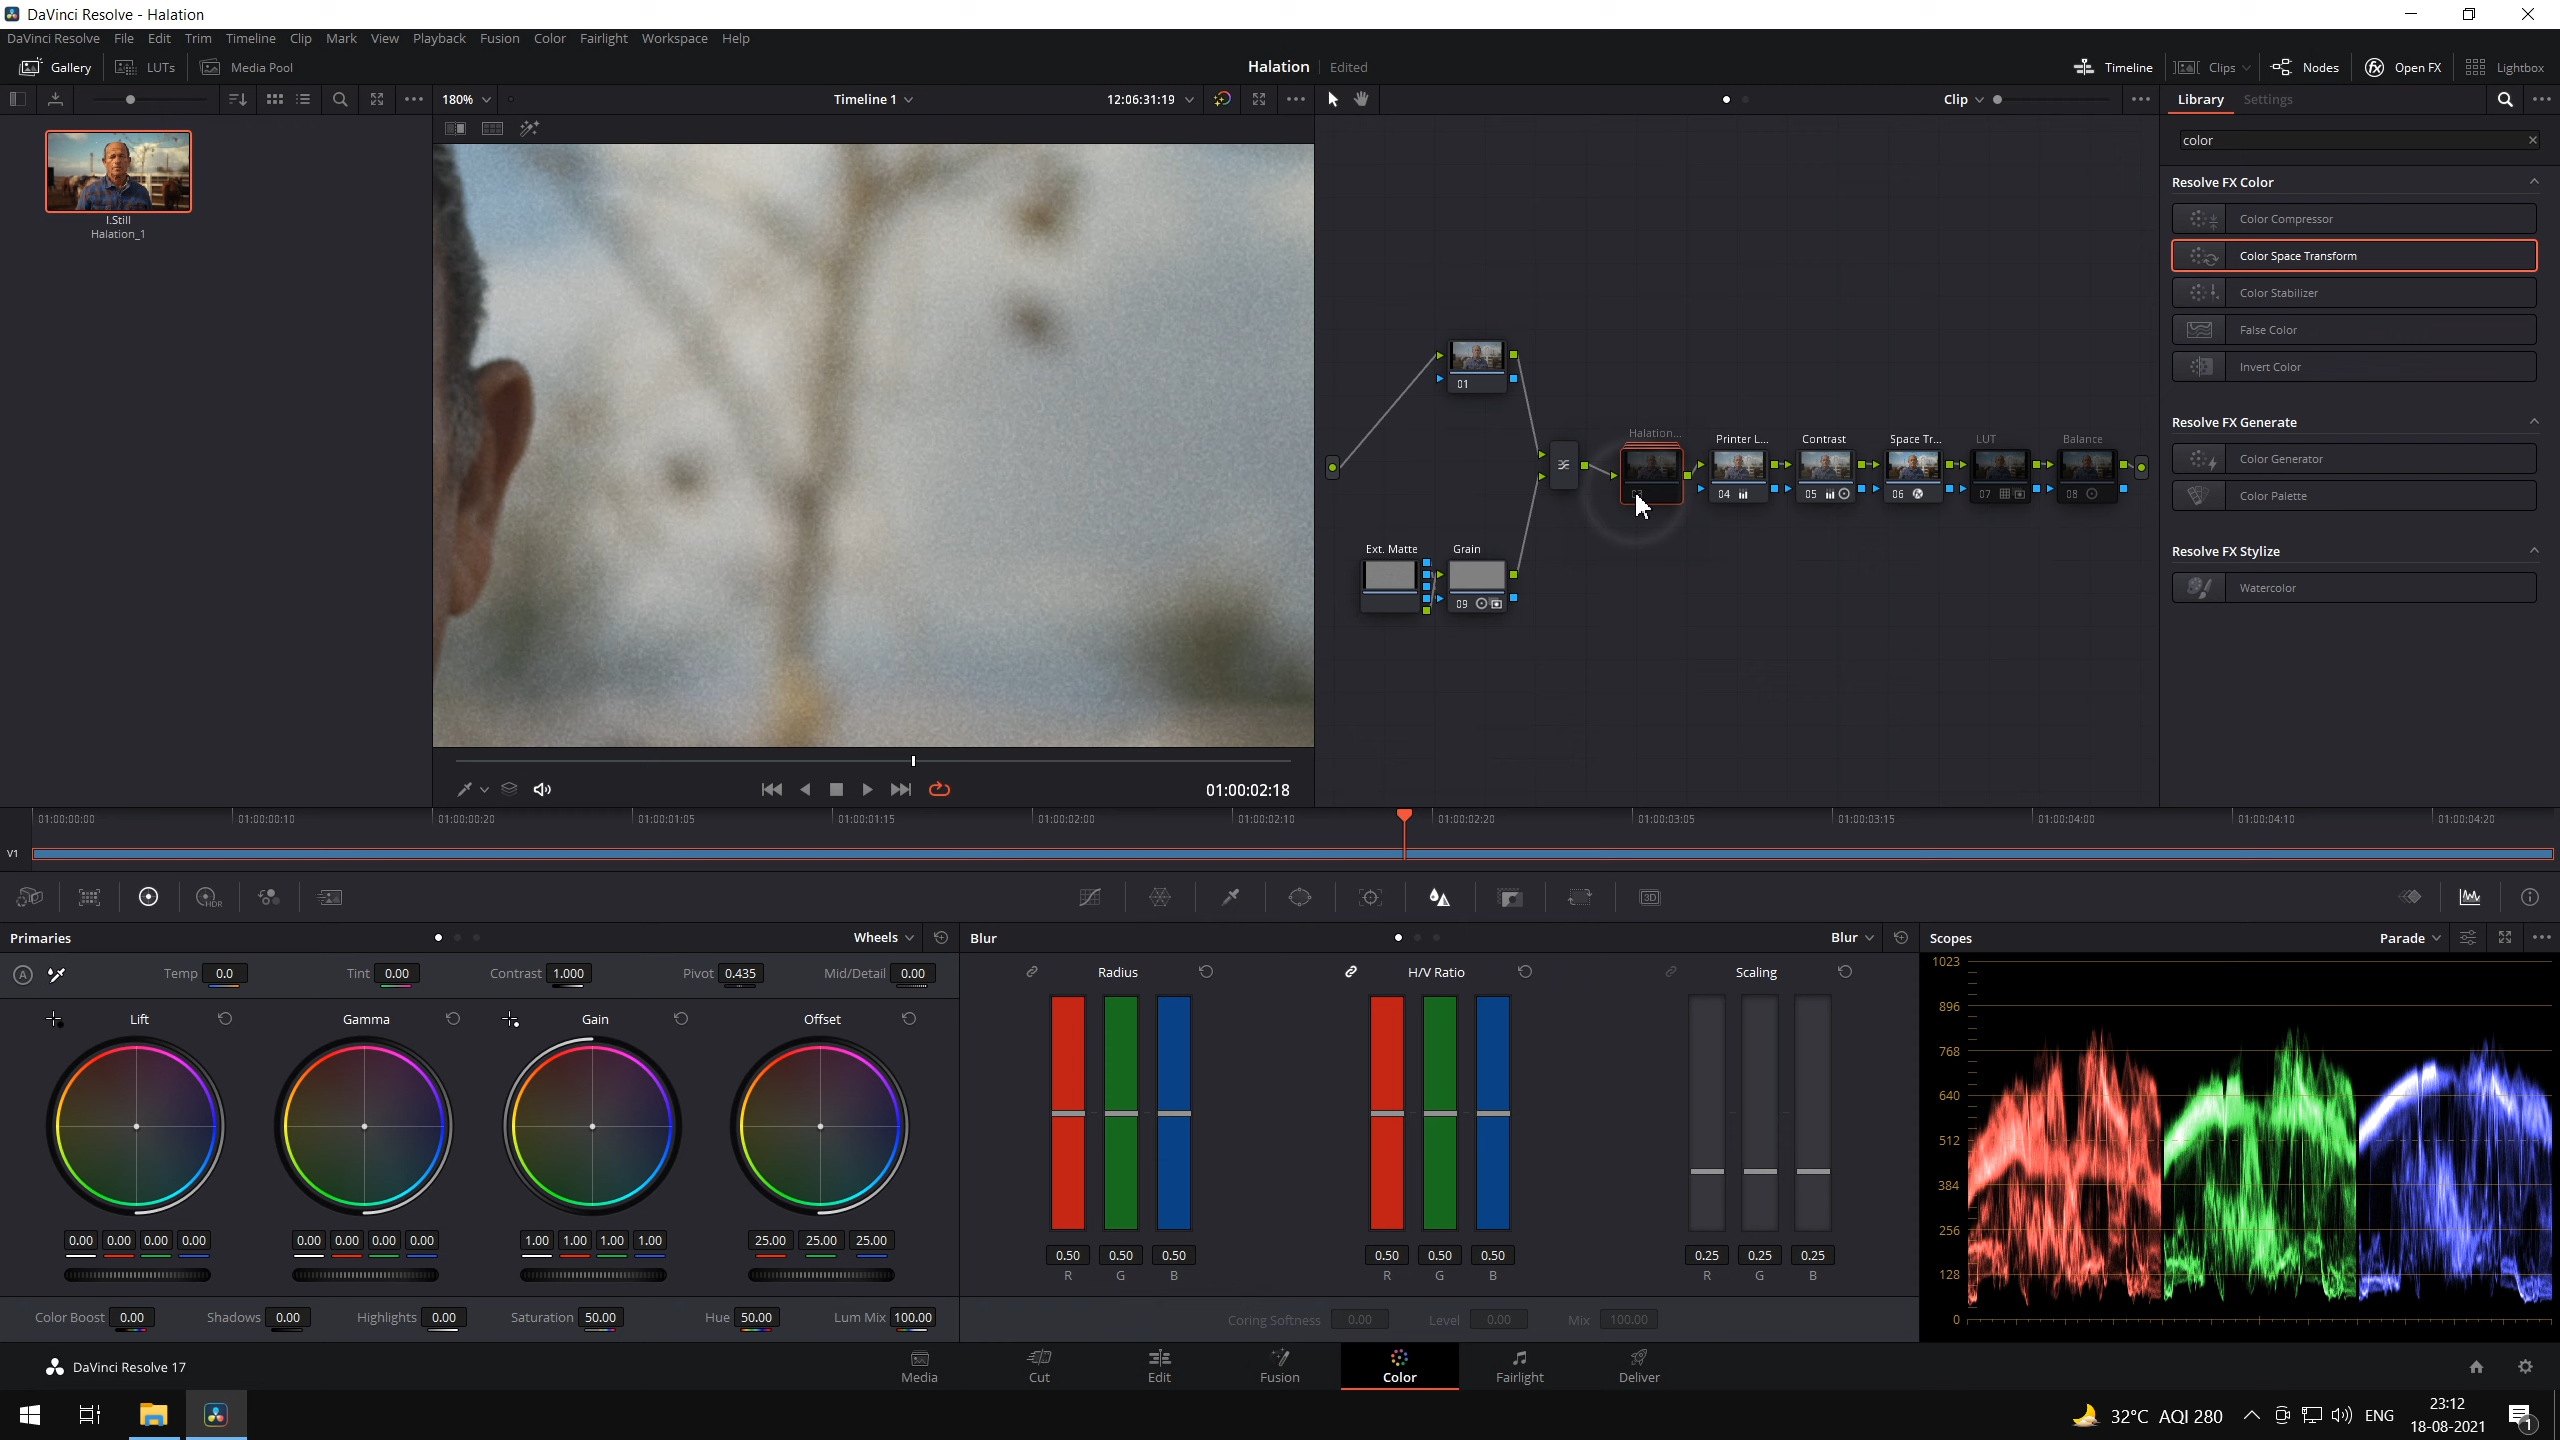 DaVinci Resolve - Halation
DaVinci Resolve File Edit Trim Timeline Clip Mark View Playback Fusion Color Fairlight Workspace Help
Gallery LUTs Media Pool Halation Edited Timeline Clips Nodes Open FX Lightbox
180% Timeline 1 12:06:31:19 Clip Library Settings
color
1.Still
Halation_1
Resolve FX Color
Color Compressor
Color Space Transform
Color Stabilizer
False Color
Invert Color
Resolve FX Generate
Color Generator
Color Palette
Resolve FX Stylize
Watercolor
01
Halation... Printer L... Contrast Space Tr... LUT Balance
04 05 06 07 08
Ext. Matte Grain
09
01:00:02:18
01:00:00:00 01:00:00:10 01:00:00:20 01:00:01:05 01:00:01:15 01:00:02:00 01:00:02:10 01:00:02:20 01:00:03:05 01:00:03:15 01:00:04:00 01:00:04:10 01:00:04:20
V1
HDR 3D
Primaries Wheels Blur Blur Scopes Parade
A Temp 0.0 Tint 0.00 Contrast 1.000 Pivot 0.435 Mid/Detail 0.00 Radius H/V Ratio Scaling
Lift Gamma Gain Offset
1023
896
768
640
512
384
256
128
0
0.00 0.00 0.00 0.00 0.00 0.00 0.00 0.00 1.00 1.00 1.00 1.00 25.00 25.00 25.00
0.50 0.50 0.50 0.50 0.50 0.50 0.25 0.25 0.25
R G B R G B R G B
Color Boost 0.00 Shadows 0.00 Highlights 0.00 Saturation 50.00 Hue 50.00 Lum Mix 100.00
Coring Softness 0.00 Level 0.00 Mix 100.00
DaVinci Resolve 17 Media Cut Edit Fusion Color Fairlight Deliver
32°C AQI 280 ENG 23:12
18-08-2021
1